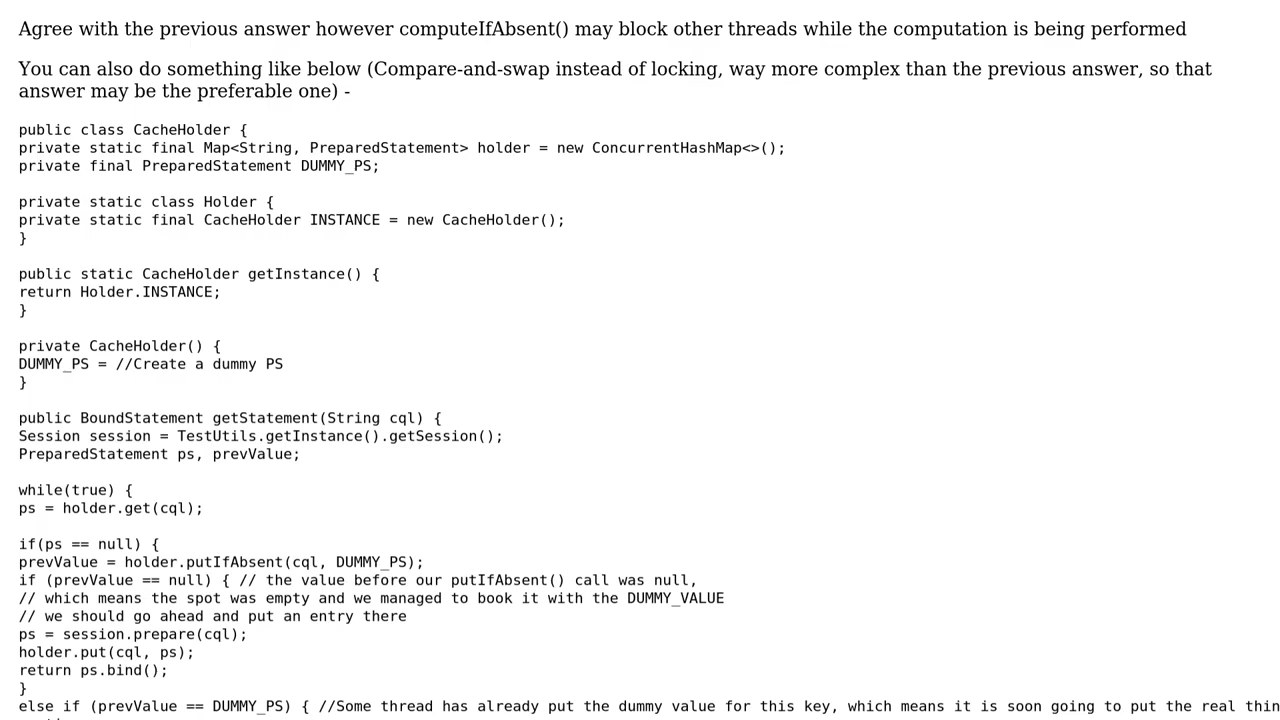 Agree with the previous answer however computeIfAbsent() may block other threads while the computation is being performed
You can also do something like below (Compare-and-swap instead of locking, way more complex than the previous answer, so that
answer may be the preferable one) -
public class CacheHolder {
private static final Map<String, PreparedStatement> holder = new ConcurrentHashMap<>();
private final PreparedStatement DUMMY_PS;
private static class Holder {
private static final CacheHolder INSTANCE = new CacheHolder();
}
public static CacheHolder getInstance() {
return Holder.INSTANCE;
}
private CacheHolder() {
DUMMY_PS = //Create a dummy PS
}
public BoundStatement getStatement(String cql) {
Session session = TestUtils.getInstance().getSession();
PreparedStatement ps, prevValue;
while(true) {
ps = holder.get(cql);
if(ps == null) {
prevValue = holder.putIfAbsent(cql, DUMMY_PS);
if (prevValue == null) { // the value before our putIfAbsent() call was null,
// which means the spot was empty and we managed to book it with the DUMMY_VALUE
// we should go ahead and put an entry there
ps = session.prepare(cql);
holder.put(cql, ps);
return ps.bind();
}
else if (prevValue == DUMMY_PS) { //Some thread has already put the dummy value for this key, which means it is soon going to put the real thin